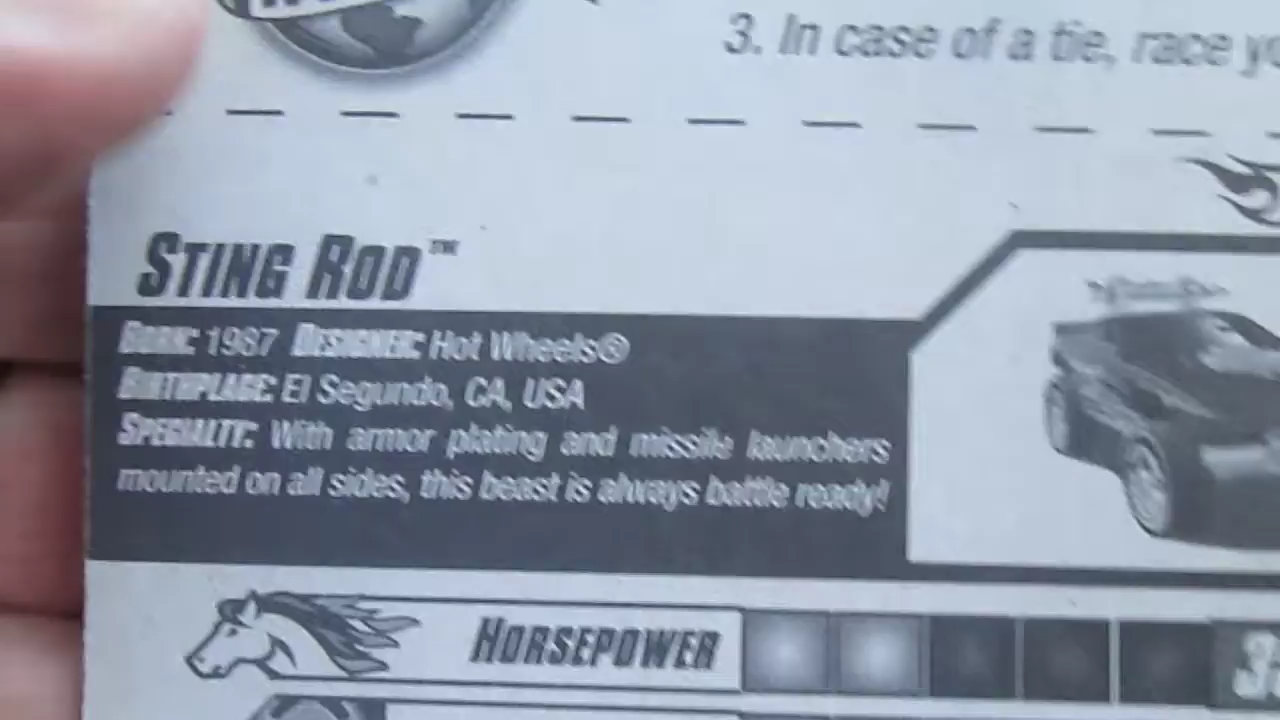 3. In case of a tie, race
STING ROD™
BORN: 1987 DESIGNER: Hot Wheels®
BIRTHPLACE: El Segundo, CA, USA
SPECIALTY: With armor plating and missile launchers
mounted on all sides, this beast is always battle ready!
HORSEPOWER